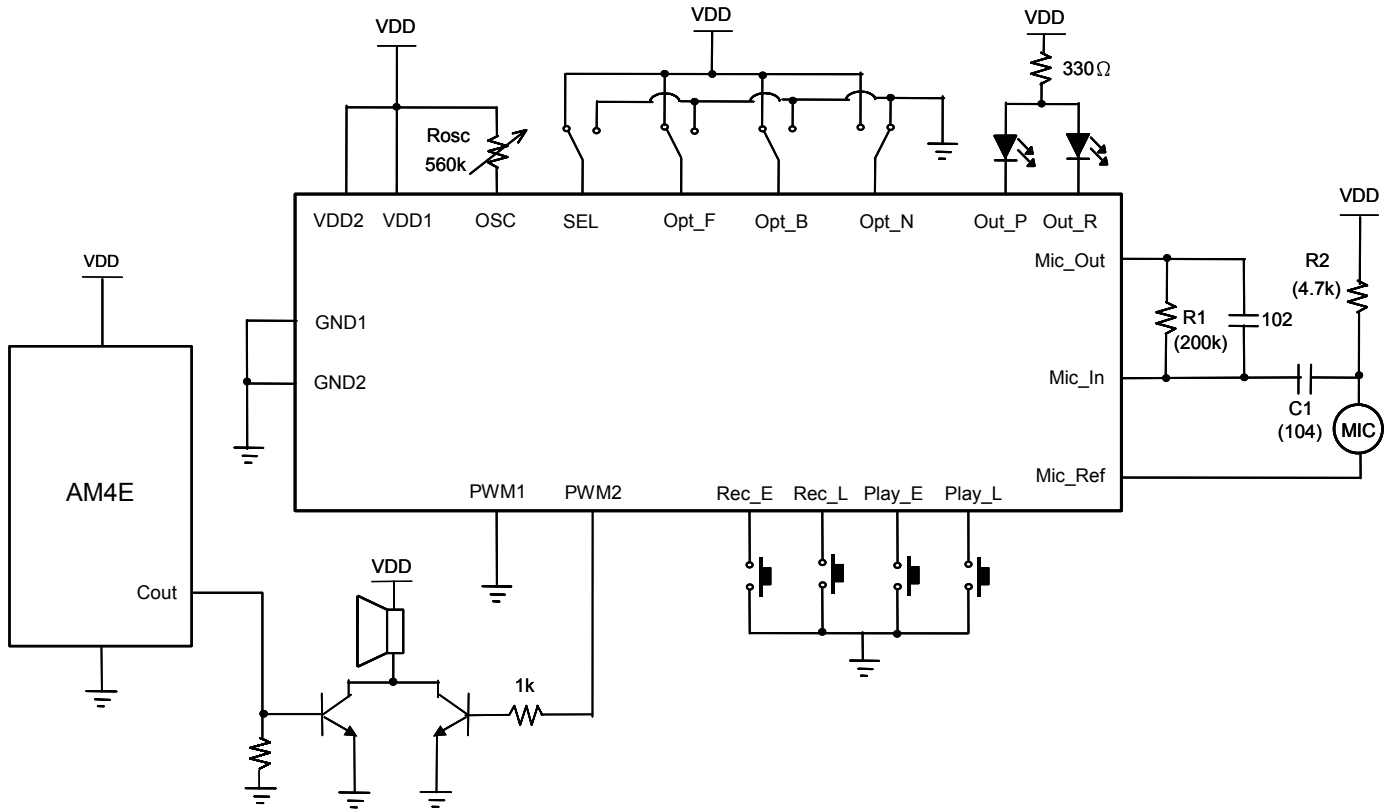 VDD
VDD
VDD
330Ω
Rosc
560k
VDD2
VDD1
OSC
SEL
Opt_F
Opt_B
Opt_N
Out_P
Out_R
VDD
VDD
Mic_Out
R2
(4.7k)
GND1
R1
(200k)
102
GND2
Mic_In
C1
(104)
MIC
AM4E
Mic_Ref
PWM1
PWM2
Rec_E
Rec_L
Play_E
Play_L
VDD
Cout
1k